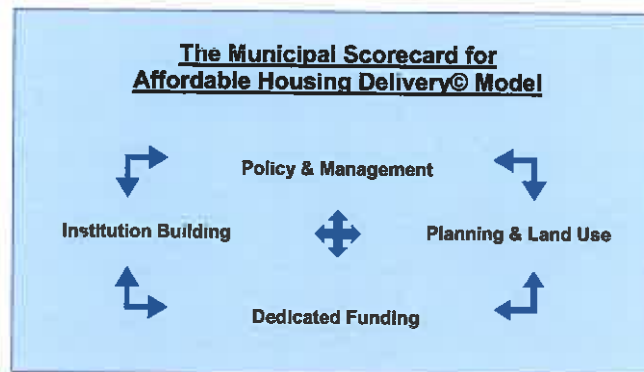 The Municipal Scorecard for
Affordable Housing Delivery© Model
Policy & Management
Institution Building
Planning & Land Use
Dedicated Funding